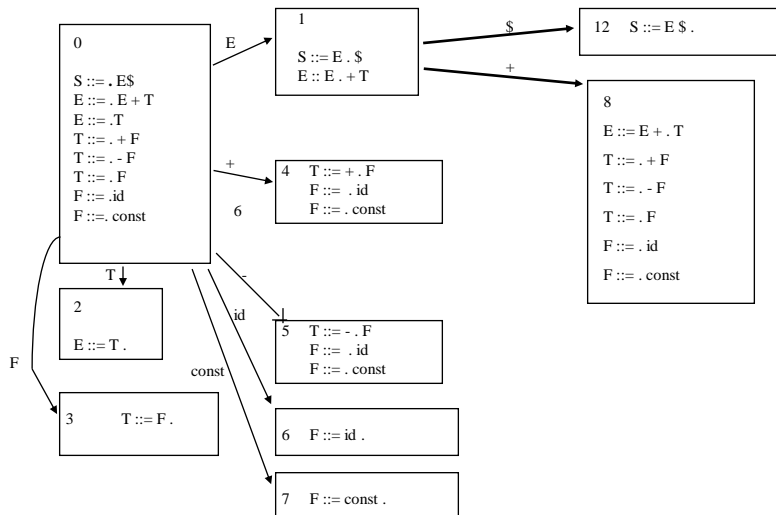 0
S ::= . E$
E ::= . E + T
E ::= .T
T ::= . + F
T ::= . - F
T ::= . F
F ::= .id
F ::=. const
E
1
S ::= E . $
E :: E . + T
$
12 S ::= E $ .
+
8
E ::= E + . T
T ::= . + F
T ::= . - F
T ::= . F
F ::= . id
F ::= . const
+
4 T ::= + . F
F ::= . id
F ::= . const
6
-
5 T ::= - . F
F ::= . id
F ::= . const
T
2
E ::= T .
F
3 T ::= F .
id
6 F ::= id .
const
7 F ::= const .